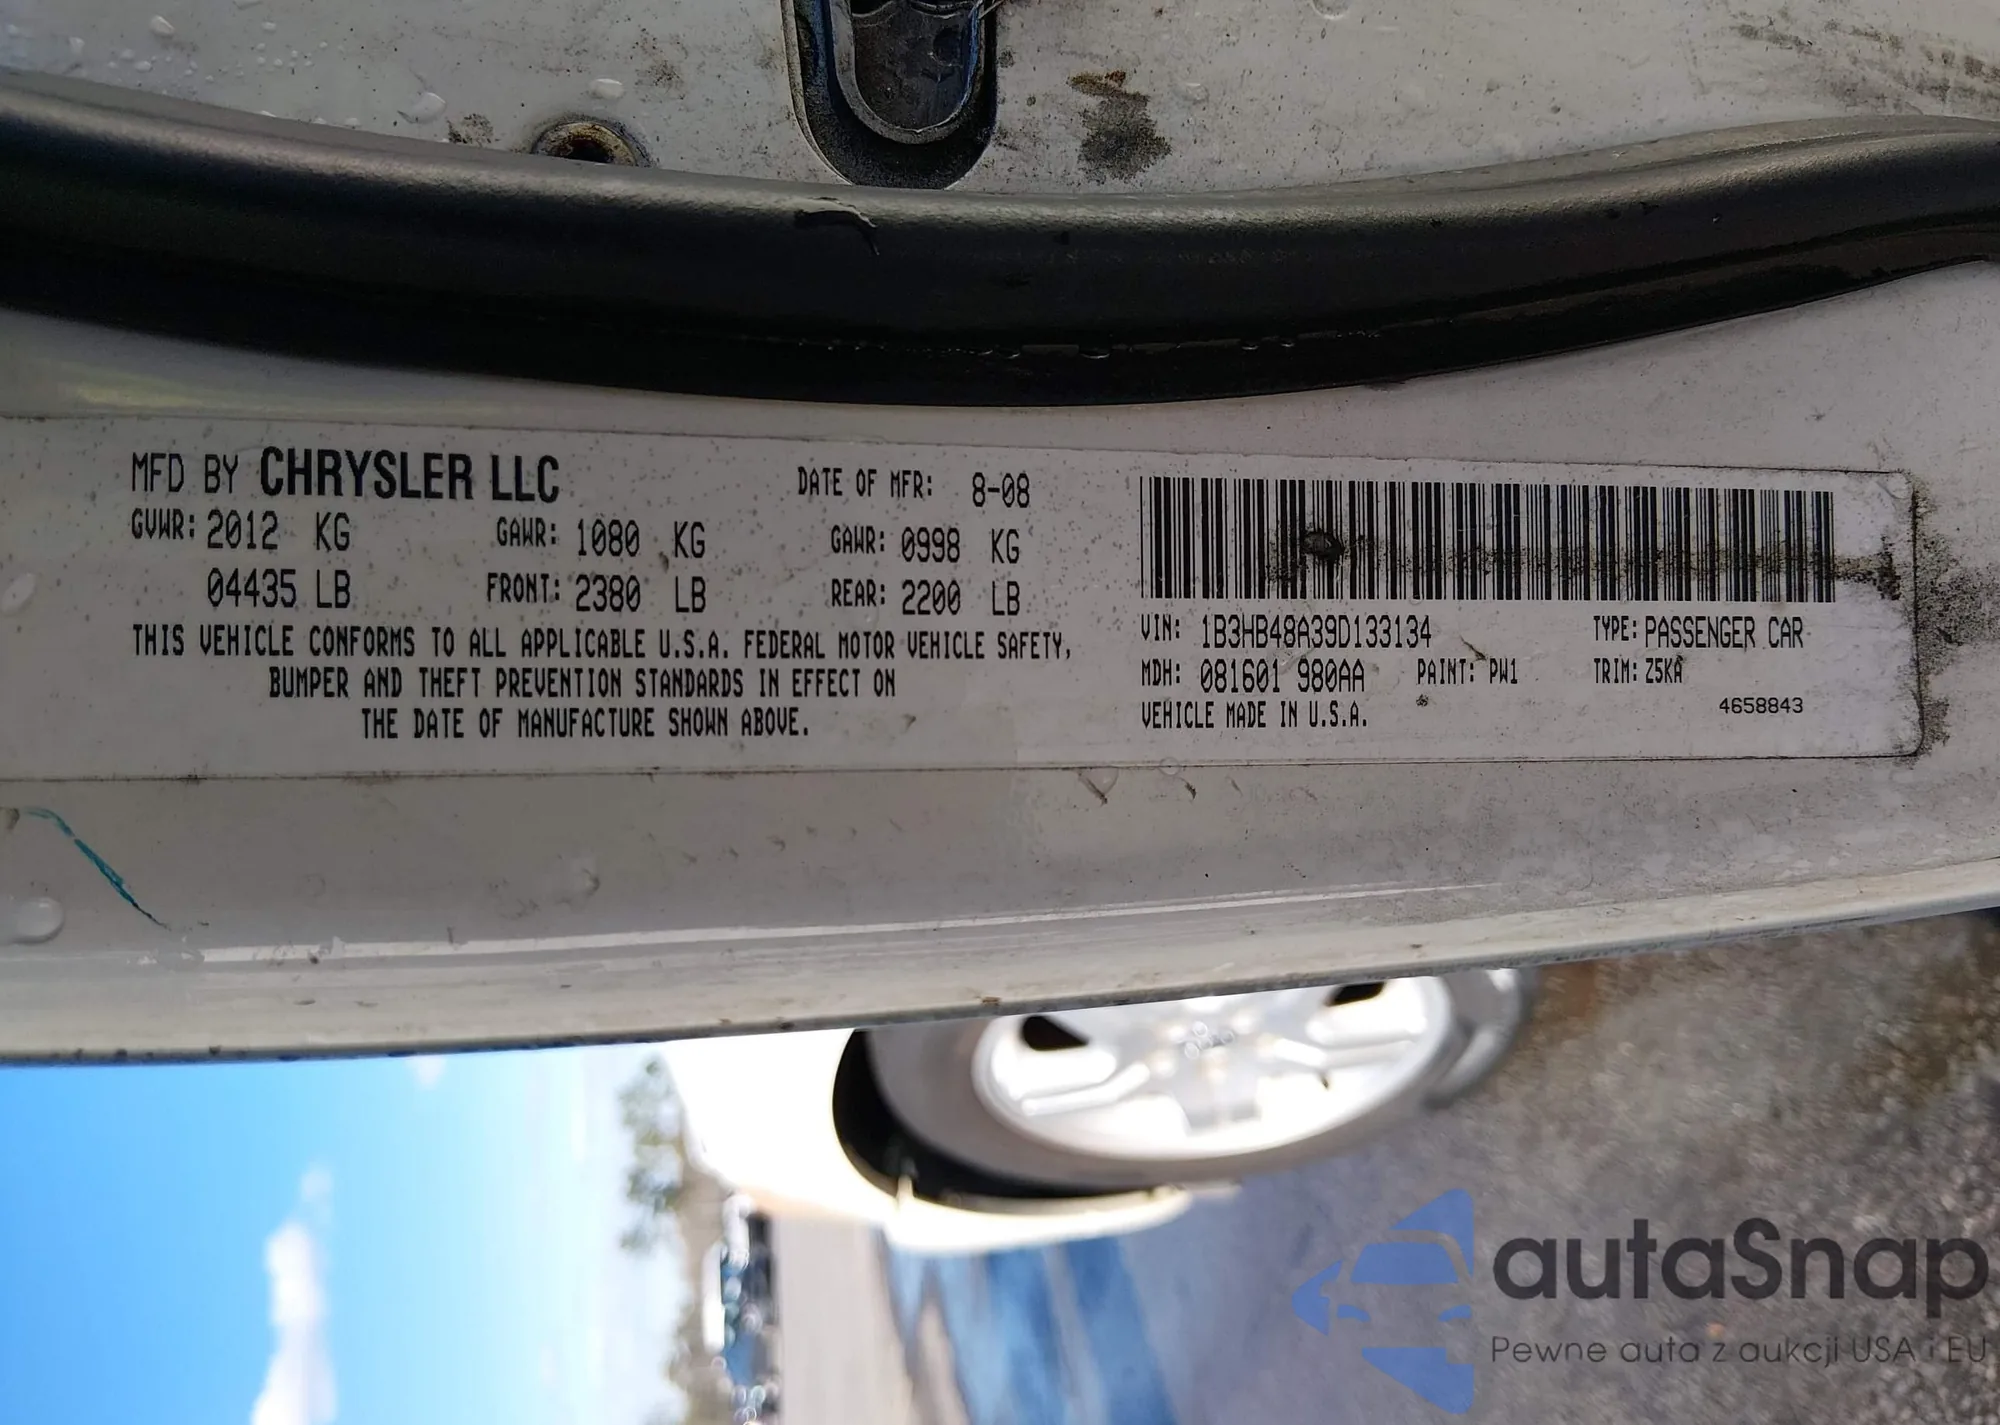 MFD BY CHRYSLER LLC DATE OF MFR: 8-08
GVWR: 2012 KG GAWR: 1080 KG GAWR: 0998 KG
04435 LB FRONT: 2380 LB REAR: 2200 LB
THIS VEHICLE CONFORMS TO ALL APPLICABLE U.S.A. FEDERAL MOTOR VEHICLE SAFETY,
BUMPER AND THEFT PREVENTION STANDARDS IN EFFECT ON
THE DATE OF MANUFACTURE SHOWN ABOVE.
VIN: 1B3HB48A39D133134 TYPE: PASSENGER CAR
MDH: 081601 980AA PAINT: PW1 TRIM: Z5KA
VEHICLE MADE IN U.S.A. 4658843
autaSnap
Pewne auta z aukcji USA i EU